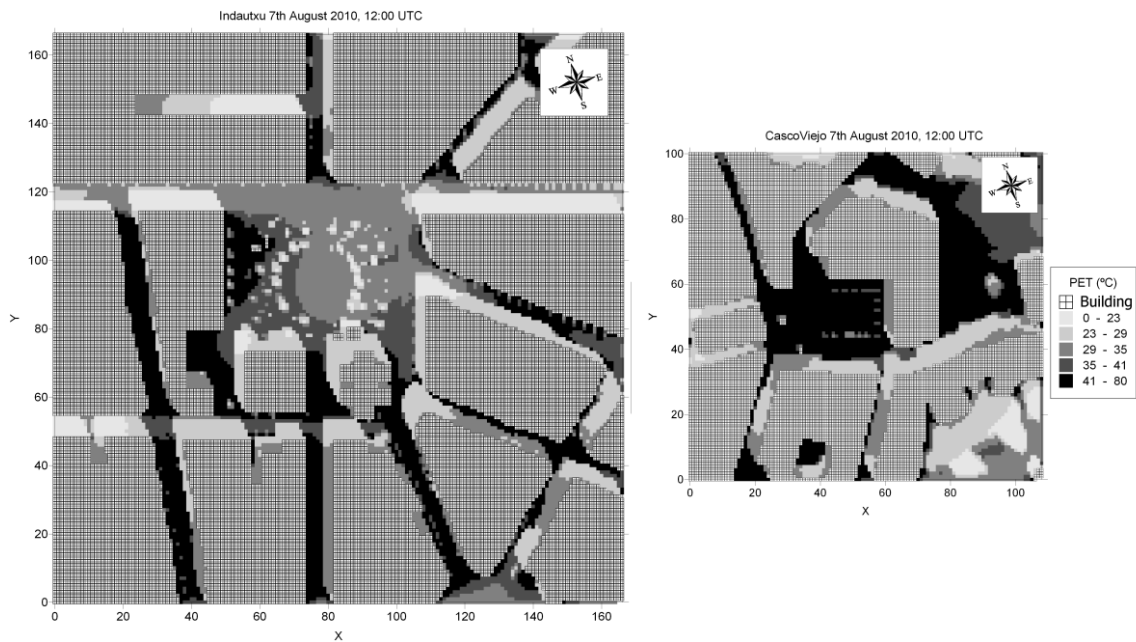 Indautxu 7th August 2010, 12:00 UTC
160
140
120
100
80
60
40
20
0
Y
0 20 40 60 80 100 120 140 160
X
N
E
S
W
CascoViejo 7th August 2010, 12:00 UTC
100
80
60
40
20
0
Y
0 20 40 60 80 100
X
N
E
S
W
PET (ºC)
Building
0 - 23
23 - 29
29 - 35
35 - 41
41 - 80